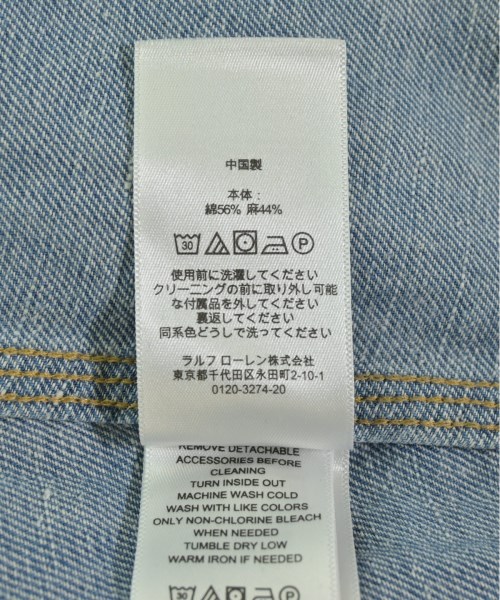 中国製
本体：
綿56% 麻44%
30 P
使用前に洗濯してください
クリーニングの前に取り外し可能
な付属品を外してください
裏返してください
同系色どうしで洗ってください
ラルフ ローレン株式会社
東京都千代田区永田町2-10-1
0120-3274-20
REMOVE DETACHABLE
ACCESSORIES BEFORE
CLEANING
TURN INSIDE OUT
MACHINE WASH COLD
WASH WITH LIKE COLORS
ONLY NON-CHLORINE BLEACH
WHEN NEEDED
TUMBLE DRY LOW
WARM IRON IF NEEDED
30 P